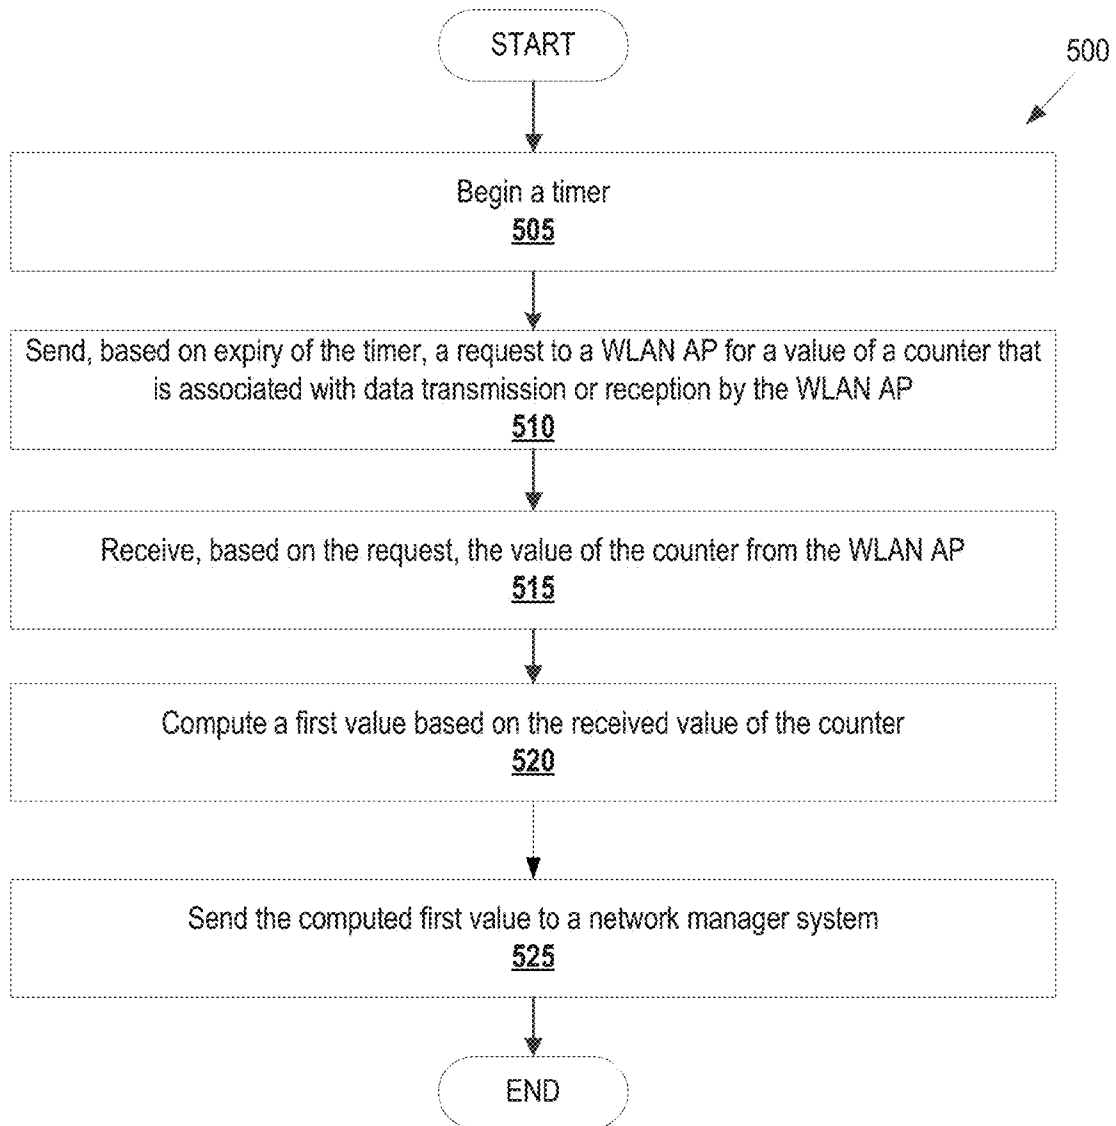 START
500
Begin a timer
505
Send, based on expiry of the timer, a request to a WLAN AP for a value of a counter that
is associated with data transmission or reception by the WLAN AP
510
Receive, based on the request, the value of the counter from the WLAN AP
515
Compute a first value based on the received value of the counter
520
Send the computed first value to a network manager system
525
END